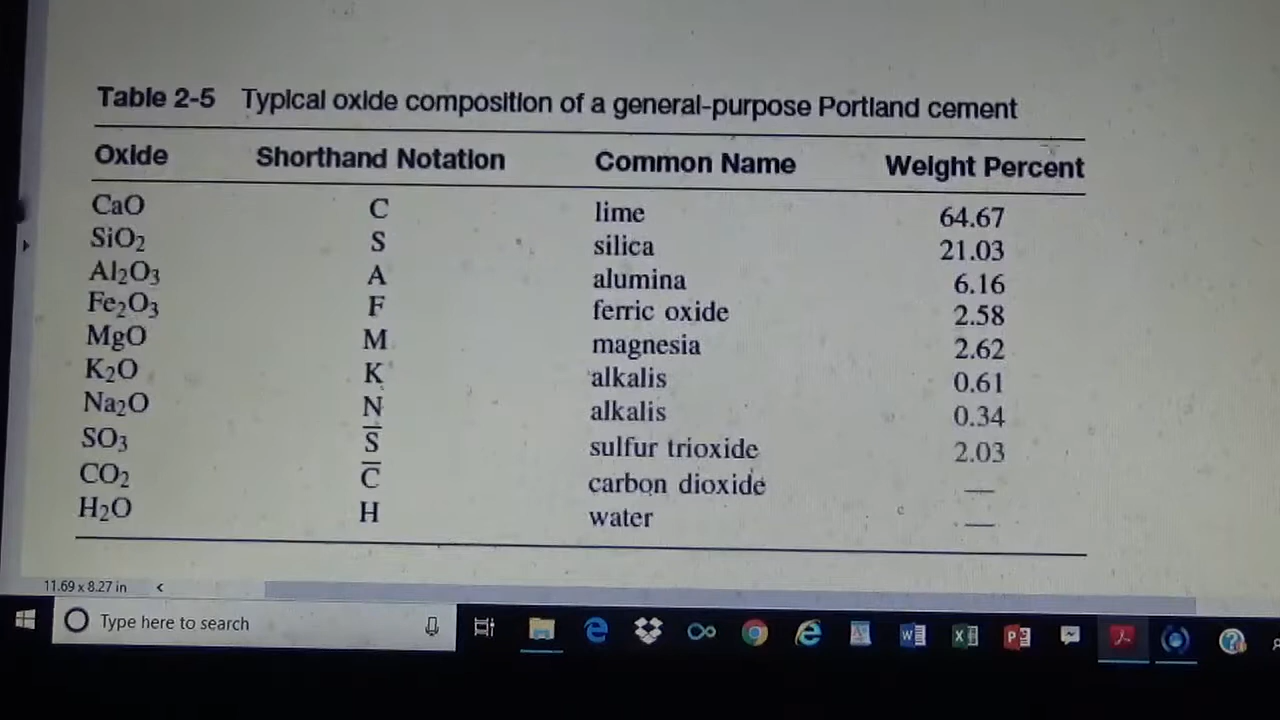 Table 2-5 Typical oxide composition of a general-purpose Portland cement
Oxide Shorthand Notation Common Name Weight Percent
CaO C lime 64.67
SiO₂ S silica 21.03
Al₂O₃ A alumina 6.16
Fe₂O₃ F ferric oxide 2.58
MgO M magnesia 2.62
K₂O K alkalis 0.61
Na₂O N alkalis 0.34
SO₃ S̅ sulfur trioxide 2.03
CO₂ C̅ carbon dioxide —
H₂O H water —
11.69 x 8.27 in
Type here to search